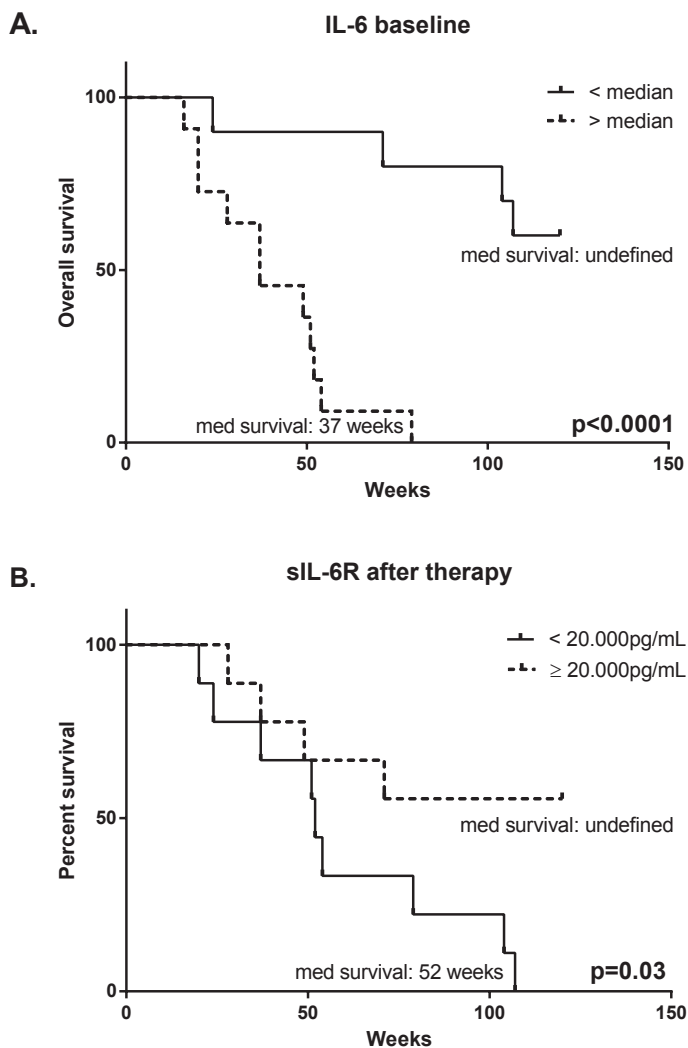 A.
IL-6 baseline
100
< median
> median
Overall survival
50
med survival: undefined
med survival: 37 weeks
p<0.0001
0
0
50
100
150
Weeks
B.
sIL-6R after therapy
100
< 20.000pg/mL
≥ 20.000pg/mL
Percent survival
50
med survival: undefined
med survival: 52 weeks
p=0.03
0
0
50
100
150
Weeks